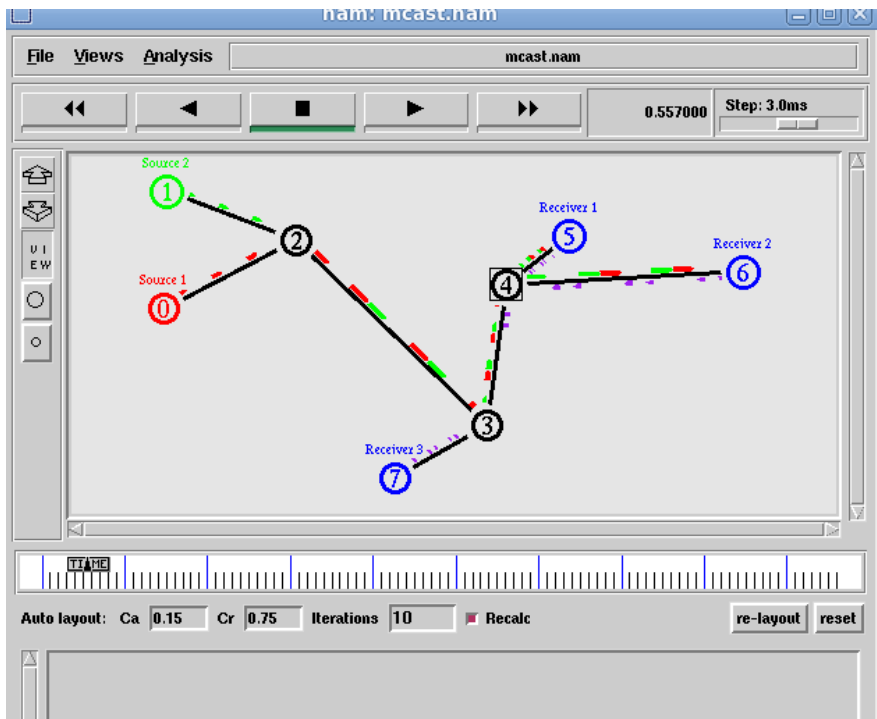 nam: mcast.nam
File Views Analysis mcast.nam
0.557000 Step: 3.0ms
VI
EW
Source 2
1
2
Source 1
0
Receiver 1
5
Receiver 2
6
4
3
Receiver 3
7
TIME
Auto layout: Ca 0.15 Cr 0.75 Iterations 10 Recalc re-layout reset